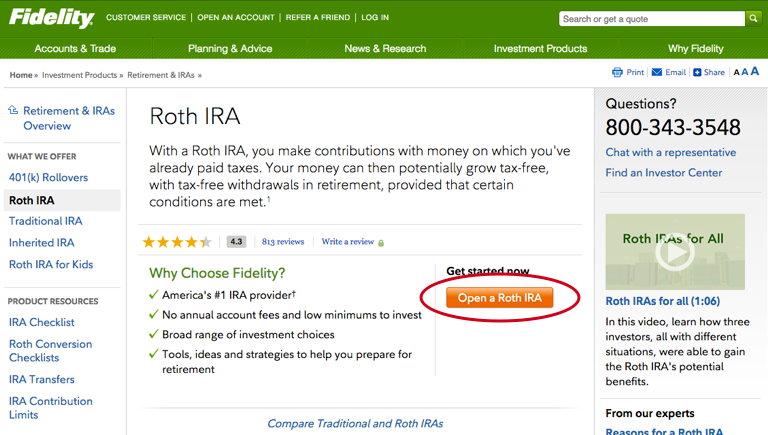 Fidelity
CUSTOMER SERVICE | OPEN AN ACCOUNT | REFER A FRIEND | LOG IN
Search or get a quote
Accounts & Trade
Planning & Advice
News & Research
Investment Products
Why Fidelity
Home » Investment Products » Retirement & IRAs »
Print
Email
Share
A A A
Retirement & IRAs
Overview
WHAT WE OFFER
401(k) Rollovers
Roth IRA
Traditional IRA
Inherited IRA
Roth IRA for Kids
PRODUCT RESOURCES
IRA Checklist
Roth Conversion
Checklists
IRA Transfers
IRA Contribution
Limits
Roth IRA
With a Roth IRA, you make contributions with money on which you've
already paid taxes. Your money can then potentially grow tax-free,
with tax-free withdrawals in retirement, provided that certain
conditions are met.1
4.3
813 reviews
Write a review
Why Choose Fidelity?
America's #1 IRA provider†
No annual account fees and low minimums to invest
Broad range of investment choices
Tools, ideas and strategies to help you prepare for
retirement
Get started now
Open a Roth IRA
Compare Traditional and Roth IRAs
Questions?
800-343-3548
Chat with a representative
Find an Investor Center
Roth IRAs for All
Roth IRAs for all (1:06)
In this video, learn how three
investors, all with different
situations, were able to gain
the Roth IRA's potential
benefits.
From our experts
Reasons for a Roth IRA